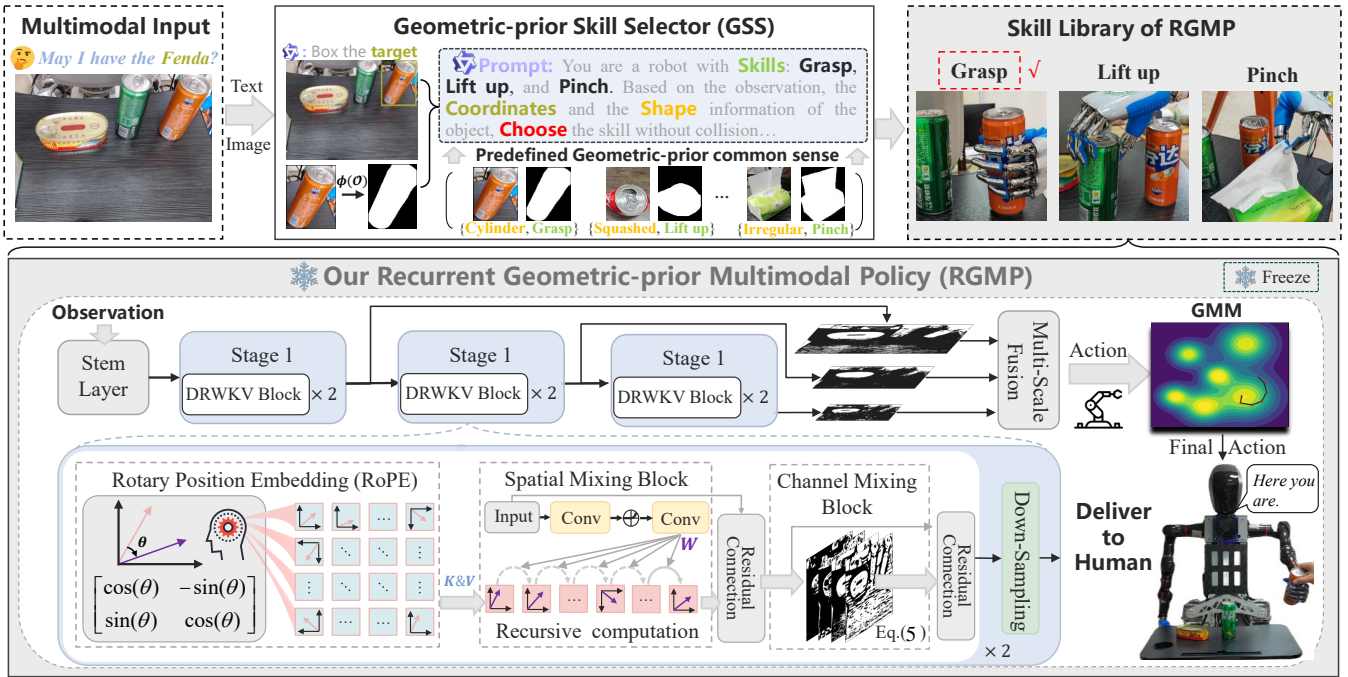 Multimodal Input
May I have the Fenda?
Text
Image
Geometric-prior Skill Selector (GSS)
: Box the target
ϕ(O)
Prompt: You are a robot with Skills: Grasp,
Lift up, and Pinch. Based on the observation, the
Coordinates and the Shape information of the
object, Choose the skill without collision…
Predefined Geometric-prior common sense
...
{Cylinder, Grasp} {Squashed, Lift up} {Irregular, Pinch}
Skill Library of RGMP
Grasp √ Lift up Pinch
Our Recurrent Geometric-prior Multimodal Policy (RGMP)
Freeze
Observation
Stem
Layer
Stage 1
DRWKV Block × 2
Stage 1
DRWKV Block × 2
Stage 1
DRWKV Block × 2
Multi-Scale
Fusion
Action
GMM
Final Action
Here you
are.
Deliver
to
Human
Rotary Position Embedding (RoPE)
θ
cos(θ) −sin(θ)
sin(θ) cos(θ)
K&V
Spatial Mixing Block
Input Conv Conv
W
Recursive computation
Residual
Connection
Channel Mixing
Block
Eq.(5)
Residual
Connection
Down-Sampling
× 2